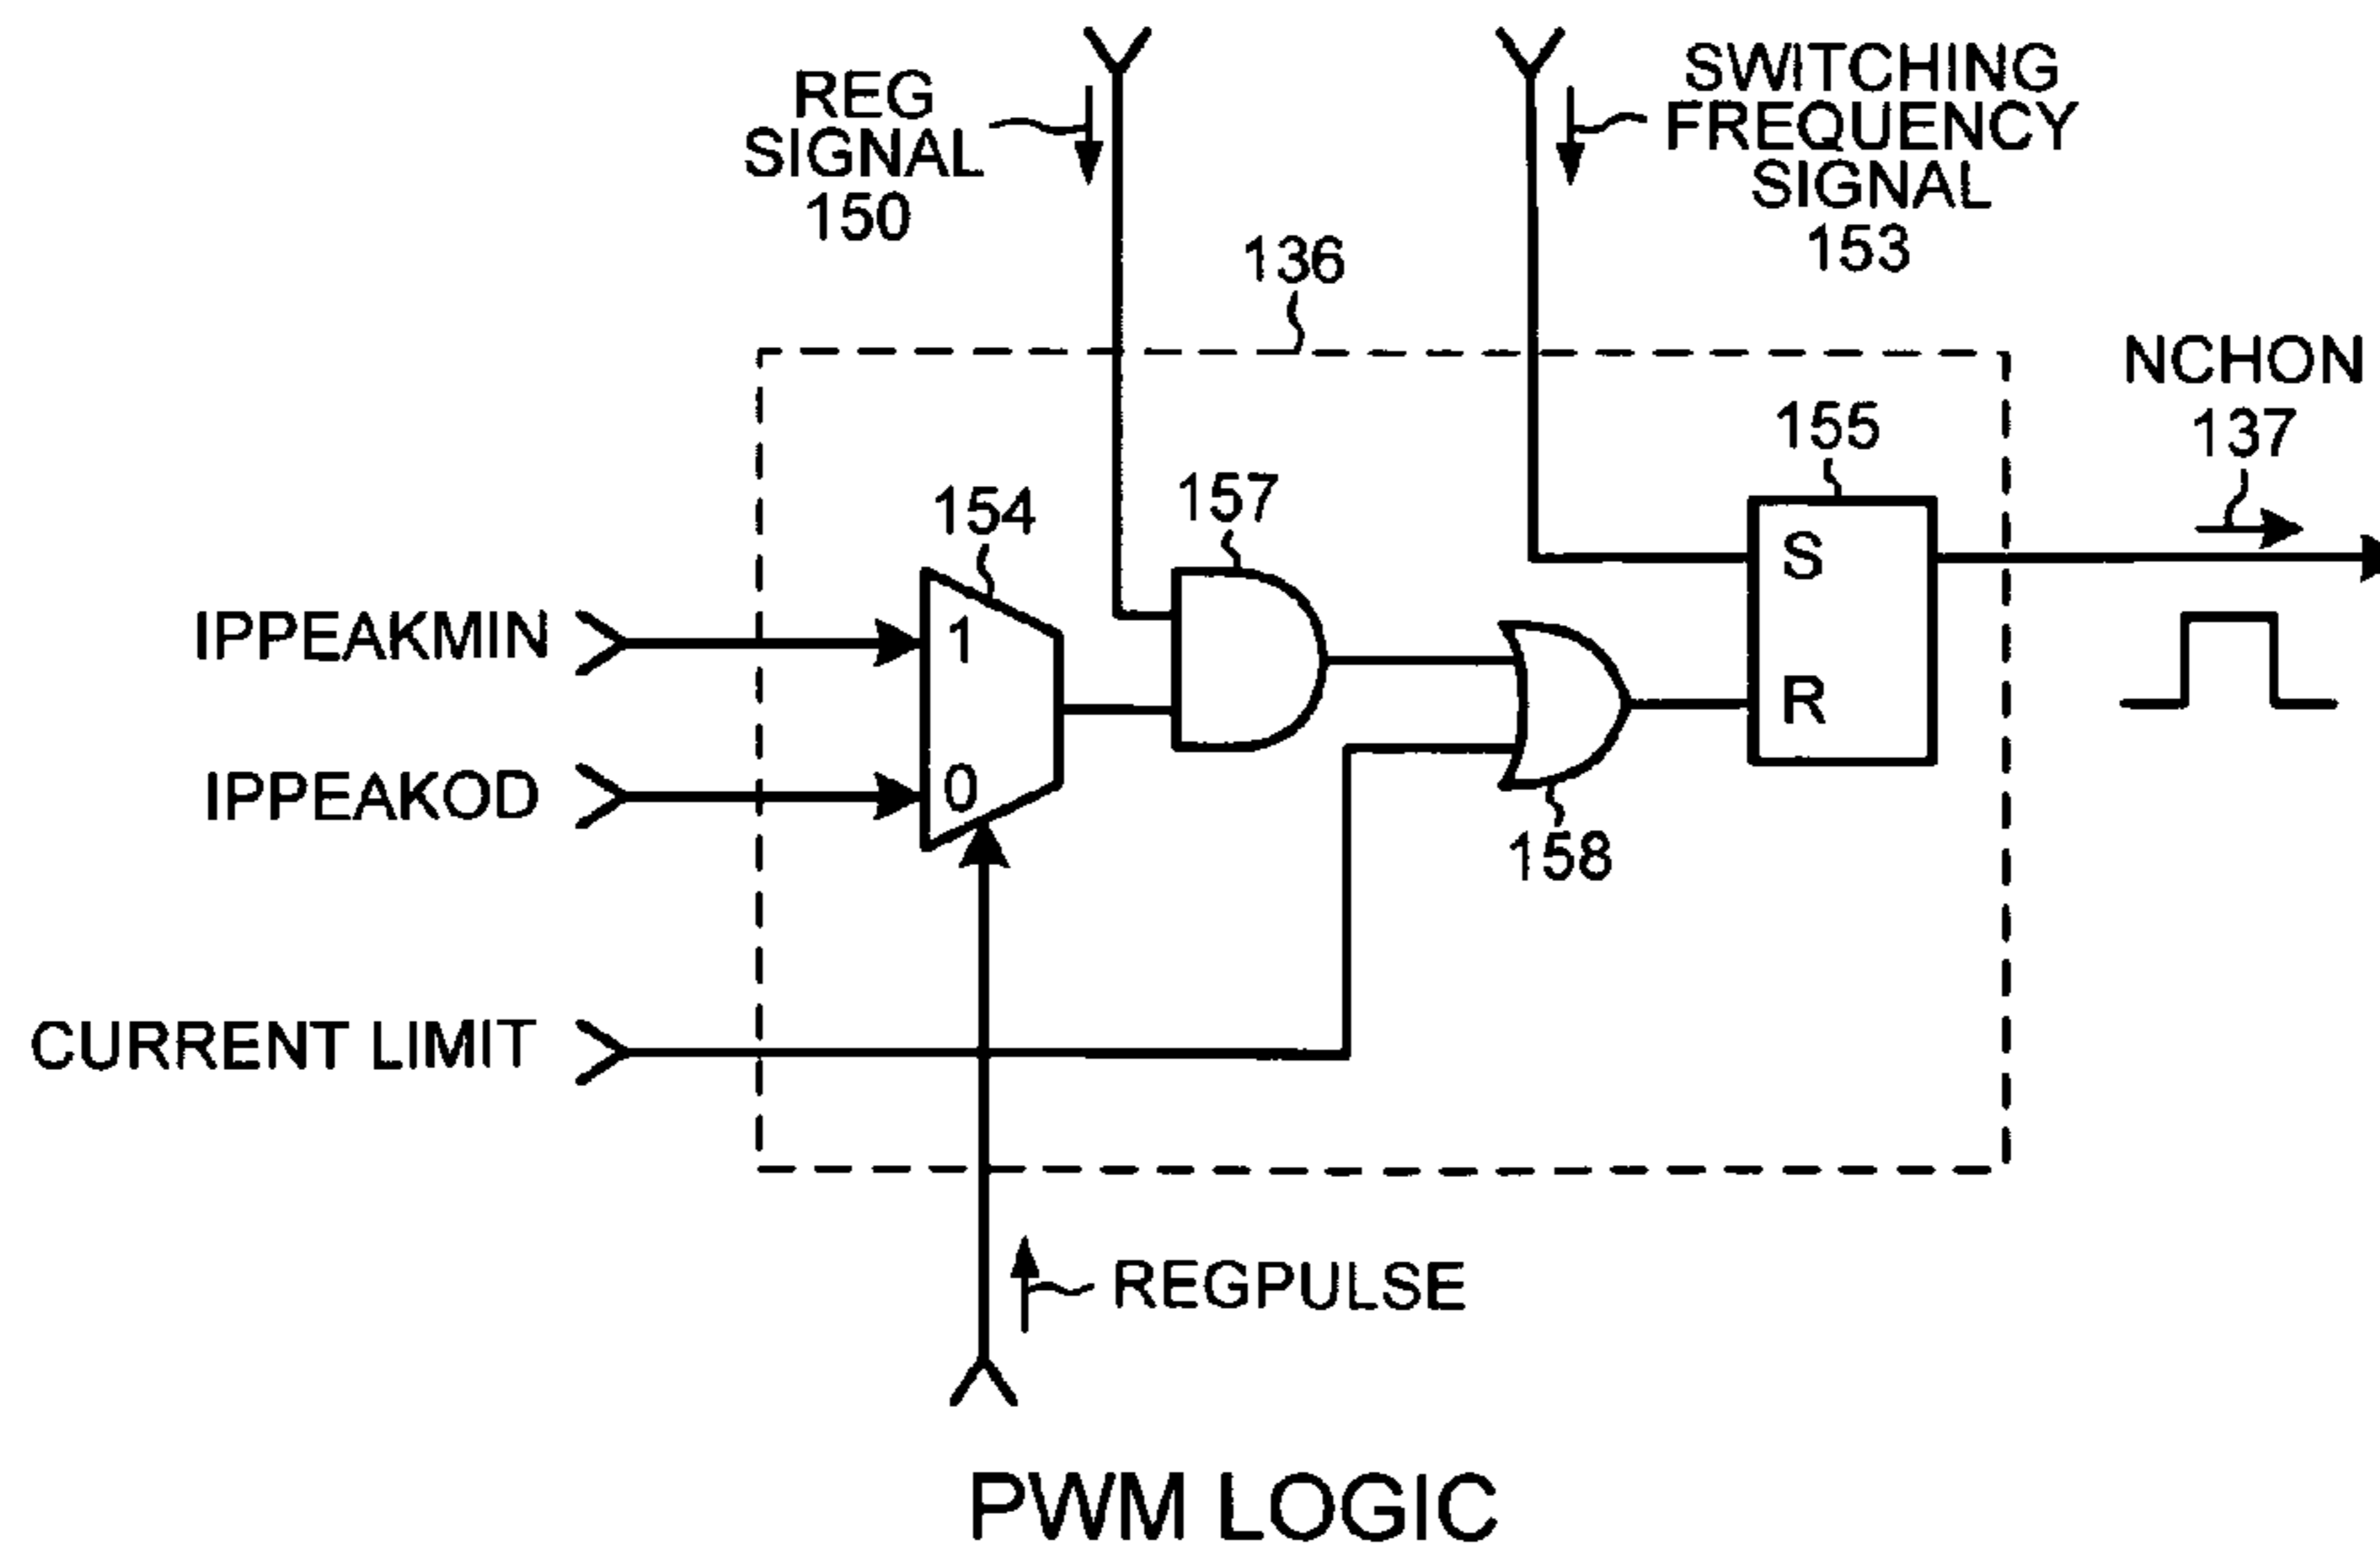 REG
SIGNAL
150
SWITCHING
FREQUENCY
SIGNAL
153
136
NCHON
137
155
154
157
S
IPPEAKMIN
1
R
IPPEAKOD
0
158
CURRENT LIMIT
REGPULSE
PWM LOGIC